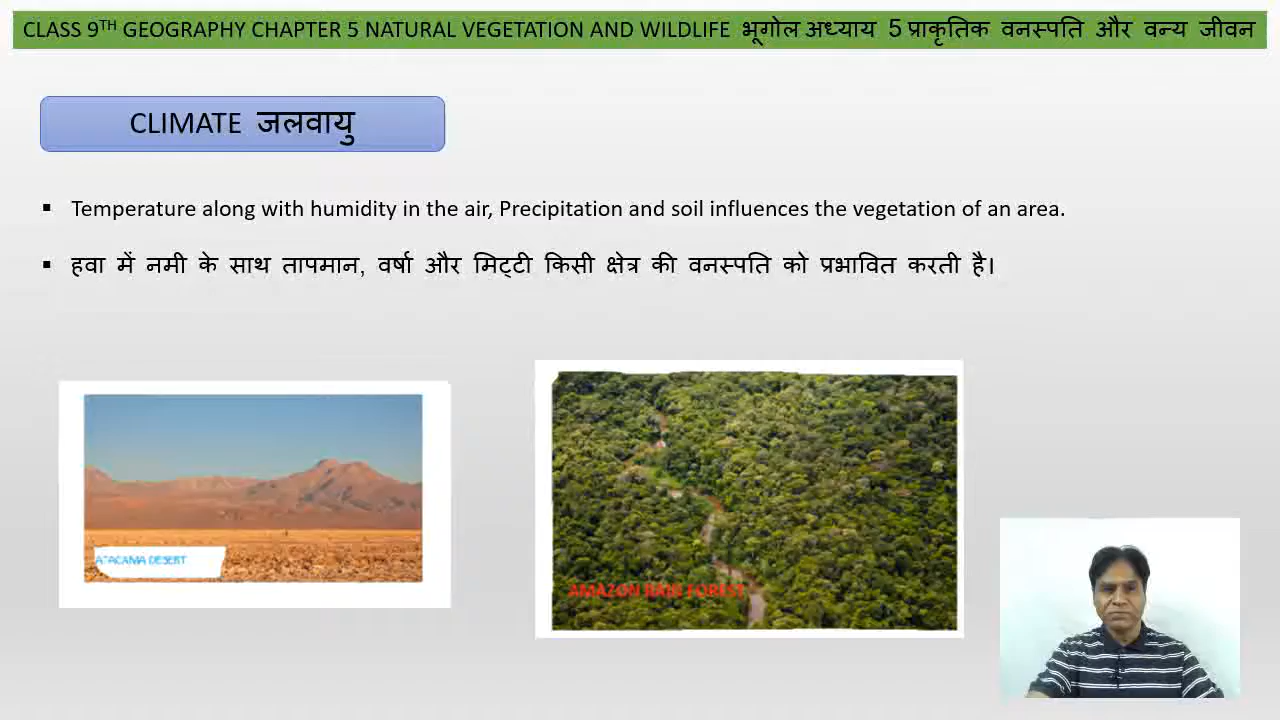 CLASS 9TH GEOGRAPHY CHAPTER 5 NATURAL VEGETATION AND WILDLIFE भूगोल अध्याय 5 प्राकृतिक वनस्पति और वन्य जीवन
CLIMATE जलवायु
▪ Temperature along with humidity in the air, Precipitation and soil influences the vegetation of an area.
▪ हवा में नमी के साथ तापमान, वर्षा और मिट्टी किसी क्षेत्र की वनस्पति को प्रभावित करती है।
ATACAMA DESERT
AMAZON RAIN FOREST